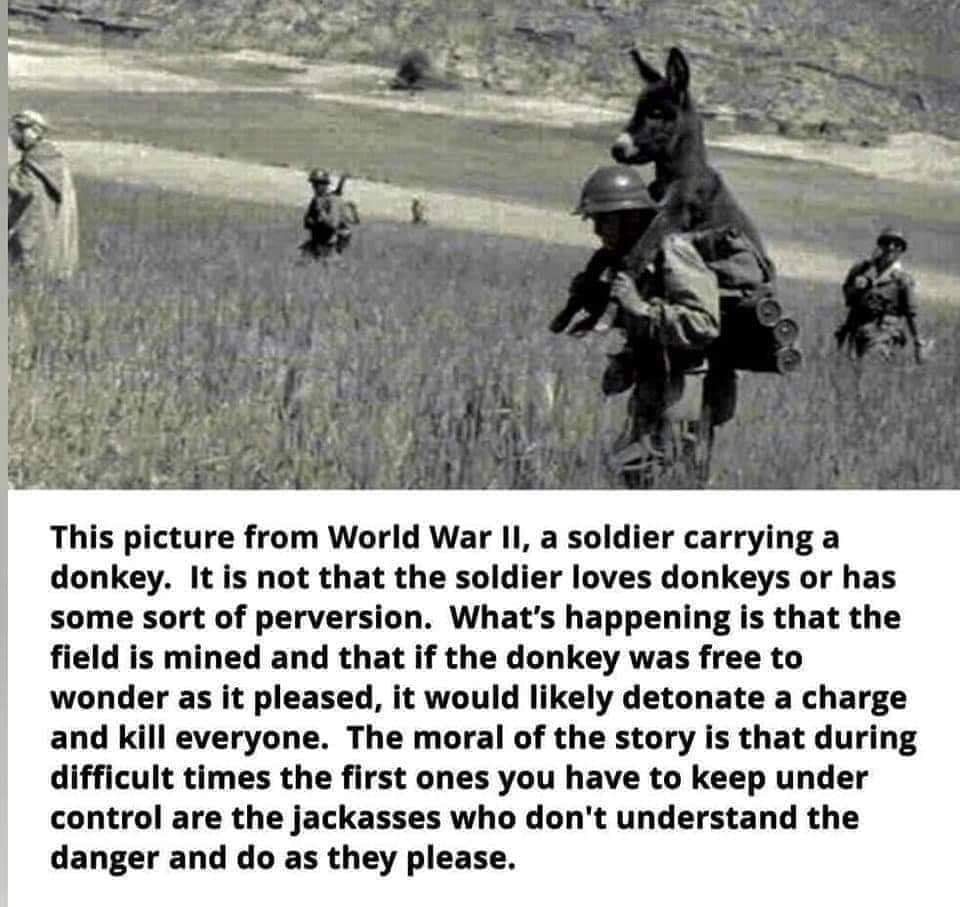 This picture from World War II, a soldier carrying a
donkey.  It is not that the soldier loves donkeys or has
some sort of perversion.  What's happening is that the
field is mined and that if the donkey was free to
wonder as it pleased, it would likely detonate a charge
and kill everyone.  The moral of the story is that during
difficult times the first ones you have to keep under
control are the jackasses who don't understand the
danger and do as they please.